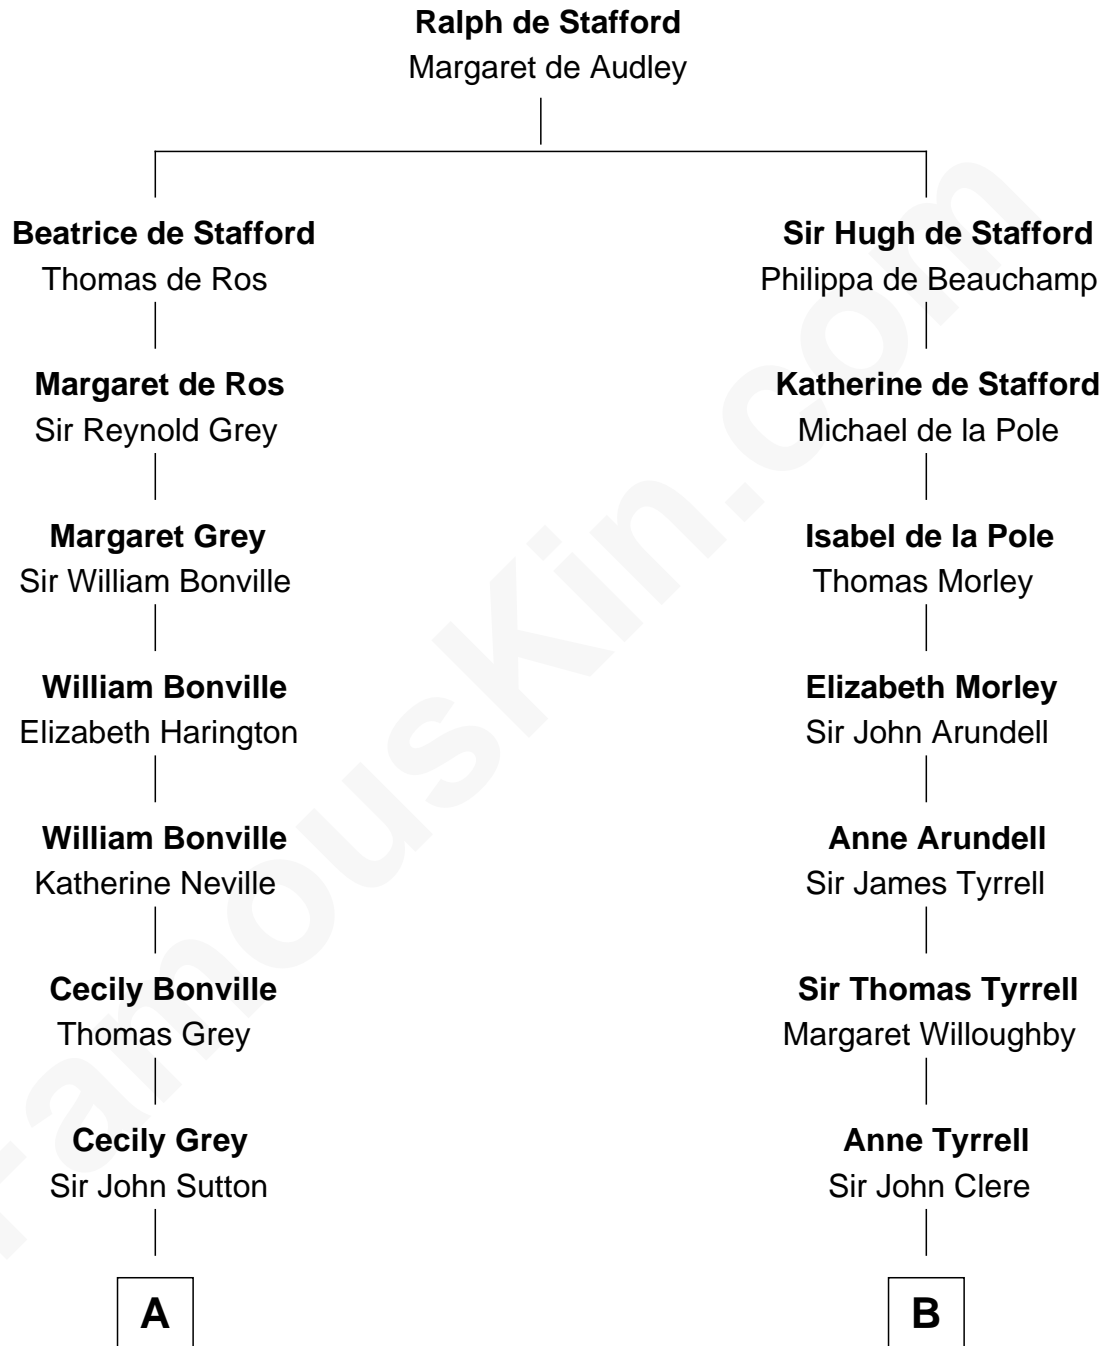 Ralph de Stafford
Margaret de Audley
Beatrice de Stafford
Thomas de Ros
Margaret de Ros
Sir Reynold Grey
Margaret Grey
Sir William Bonville
William Bonville
Elizabeth Harington
William Bonville
Katherine Neville
Cecily Bonville
Thomas Grey
Cecily Grey
Sir John Sutton
A
Sir Hugh de Stafford
Philippa de Beauchamp
Katherine de Stafford
Michael de la Pole
Isabel de la Pole
Thomas Morley
Elizabeth Morley
Sir John Arundell
Anne Arundell
Sir James Tyrrell
Sir Thomas Tyrrell
Margaret Willoughby
Anne Tyrrell
Sir John Clere
B
FamousKin.com